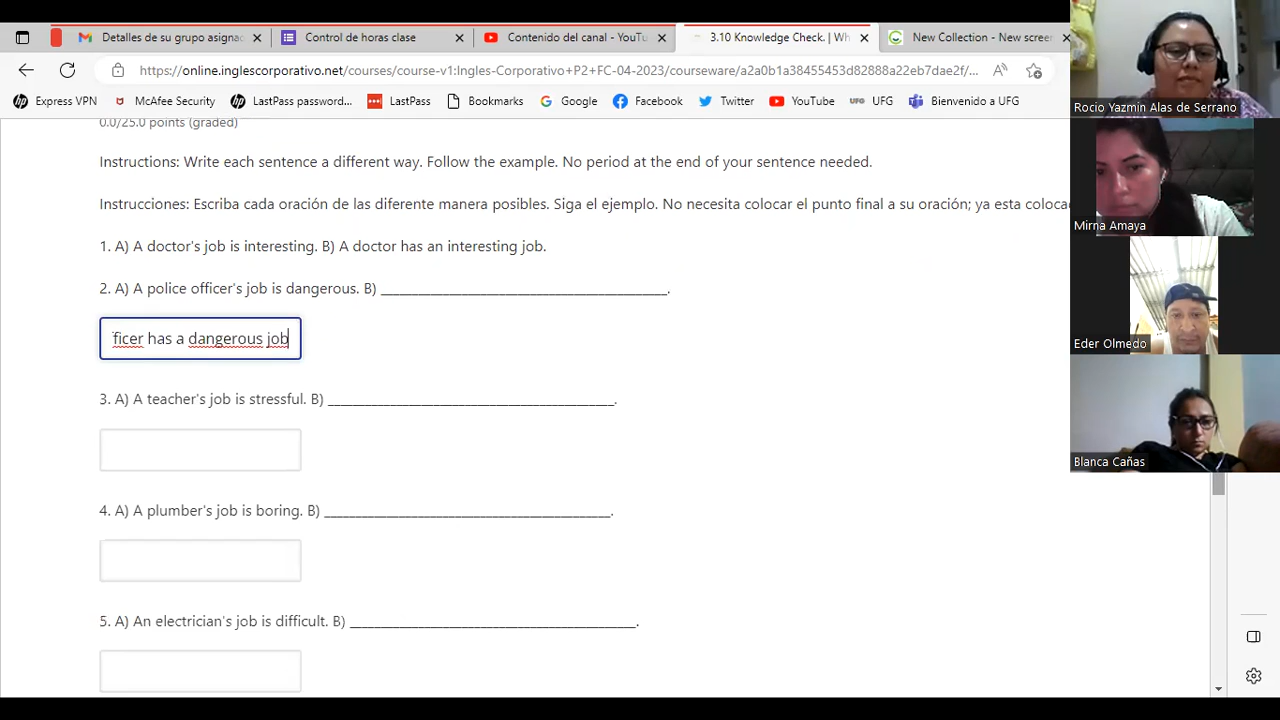 Detalles de su grupo asignac
Control de horas clase
Contenido del canal - YouTu
3.10 Knowledge Check. | Wh
New Collection - New screer
https://online.inglescorporativo.net/courses/course-v1:Ingles-Corporativo+P2+FC-04-2023/courseware/a2a0b1a38455453d82888a22eb7dae2f/...
Express VPN
McAfee Security
LastPass password...
LastPass
Bookmarks
Google
Facebook
Twitter
YouTube
UFG
Bienvenido a UFG
0.0/25.0 points (graded)
Instructions: Write each sentence a different way. Follow the example. No period at the end of your sentence needed.
Instrucciones: Escriba cada oración de las diferente manera posibles. Siga el ejemplo. No necesita colocar el punto final a su oración; ya esta coloca
1. A) A doctor's job is interesting. B) A doctor has an interesting job.
2. A) A police officer's job is dangerous. B) ________________________________.
ficer has a dangerous job
3. A) A teacher's job is stressful. B) ________________________________.
4. A) A plumber's job is boring. B) ________________________________.
5. A) An electrician's job is difficult. B) ________________________________.
Rocio Yazmin Alas de Serrano
Mirna Amaya
Eder Olmedo
Blanca Cañas